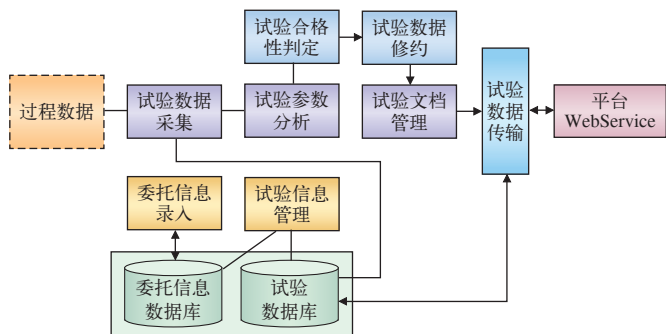 试验合格
性判定
试验数据
修约
过程数据
试验数据
采集
试验参数
分析
试验文档
管理
试验
数据
传输
平台
WebService
委托信息
录入
试验信息
管理
委托信息
数据库
试验
数据库